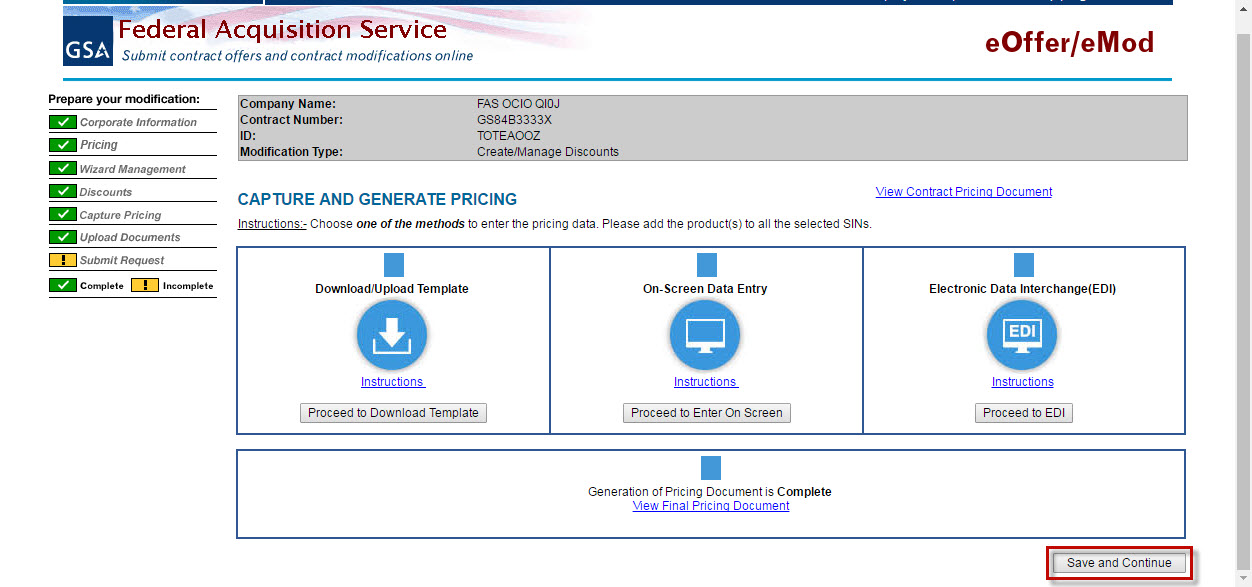 GSA
Federal Acquisition Service
Submit contract offers and contract modifications online
eOffer/eMod
Prepare your modification:
Corporate Information
Pricing
Wizard Management
Discounts
Capture Pricing
Upload Documents
Submit Request
Complete Incomplete
Company Name: FAS OCIO QI0J
Contract Number: GS84B3333X
ID: TOTEAOOZ
Modification Type: Create/Manage Discounts
CAPTURE AND GENERATE PRICING
View Contract Pricing Document
Instructions:- Choose one of the methods to enter the pricing data. Please add the product(s) to all the selected SINs.
Download/Upload Template
Instructions
Proceed to Download Template
On-Screen Data Entry
Instructions
Proceed to Enter On Screen
Electronic Data Interchange(EDI)
EDI
Instructions
Proceed to EDI
Generation of Pricing Document is Complete
View Final Pricing Document
Save and Continue